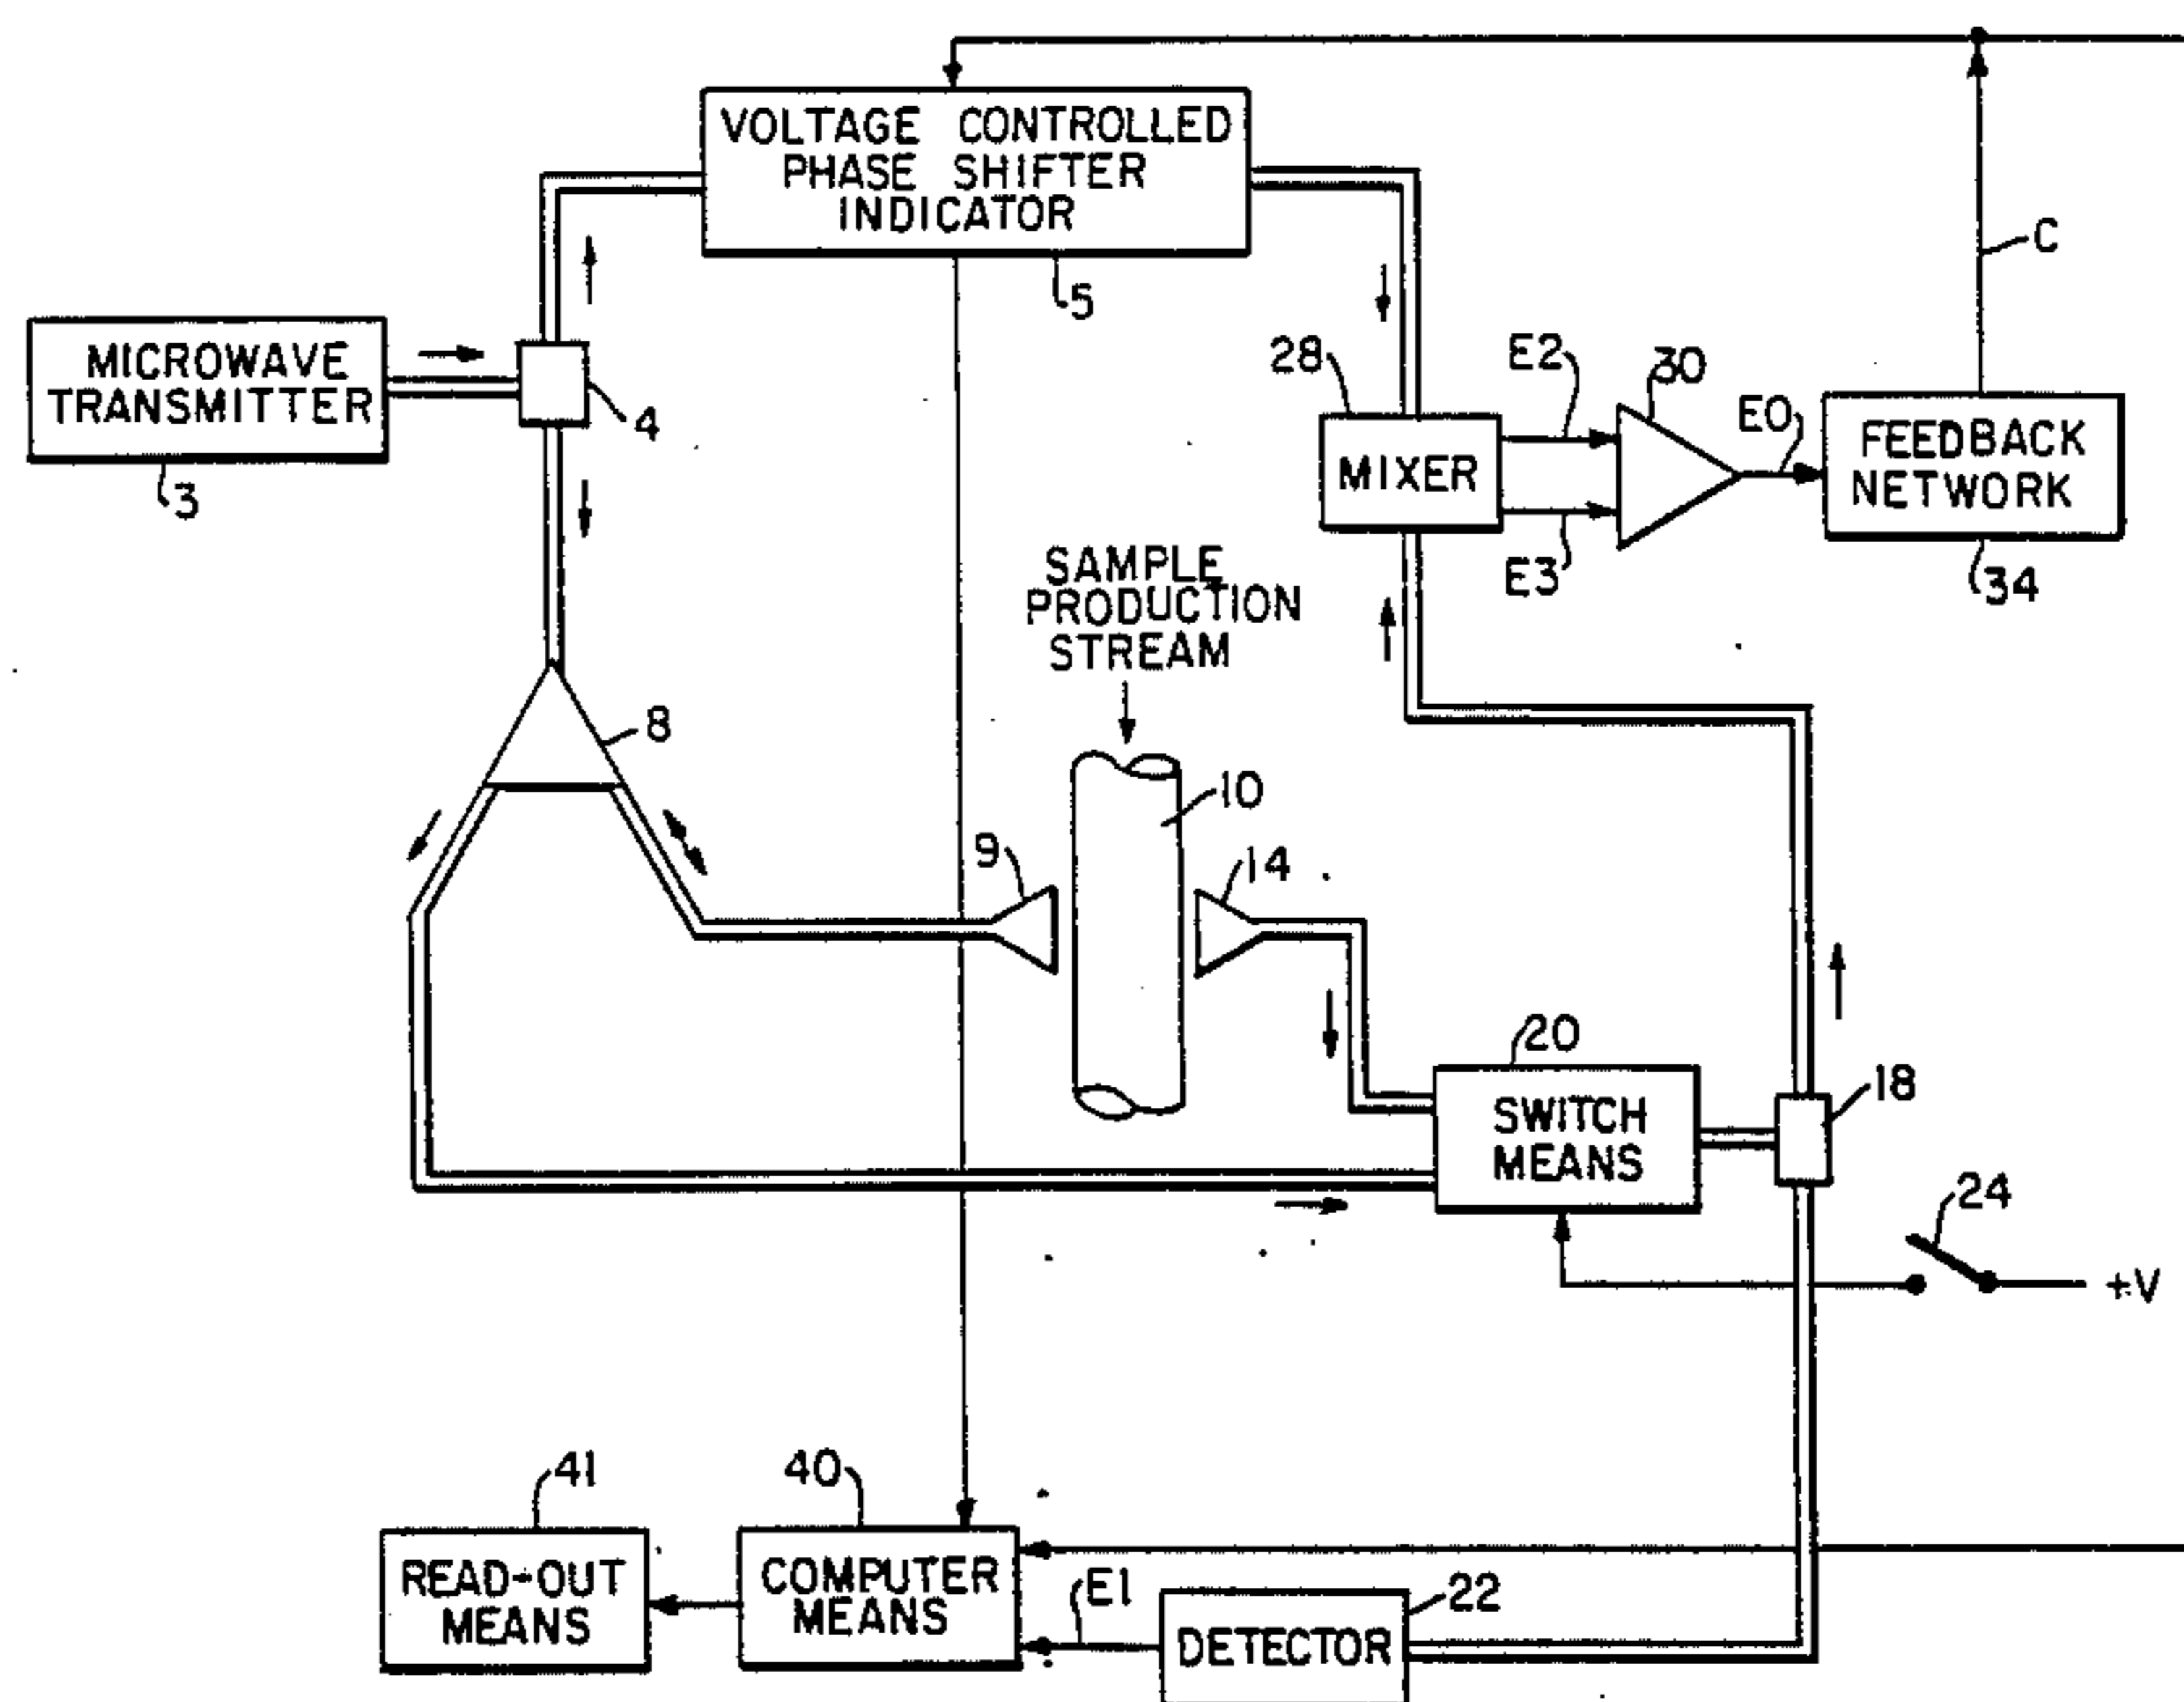 VOLTAGE CONTROLLED
PHASE SHIFTER
INDICATOR
5
C
MICROWAVE
TRANSMITTER
3
4
28
MIXER
E2
E3
30
EO
FEEDBACK
NETWORK
34
SAMPLE
PRODUCTION
STREAM
8
9
10
14
20
SWITCH
MEANS
18
24
+V
41
READ-OUT
MEANS
40
COMPUTER
MEANS
E1
22
DETECTOR